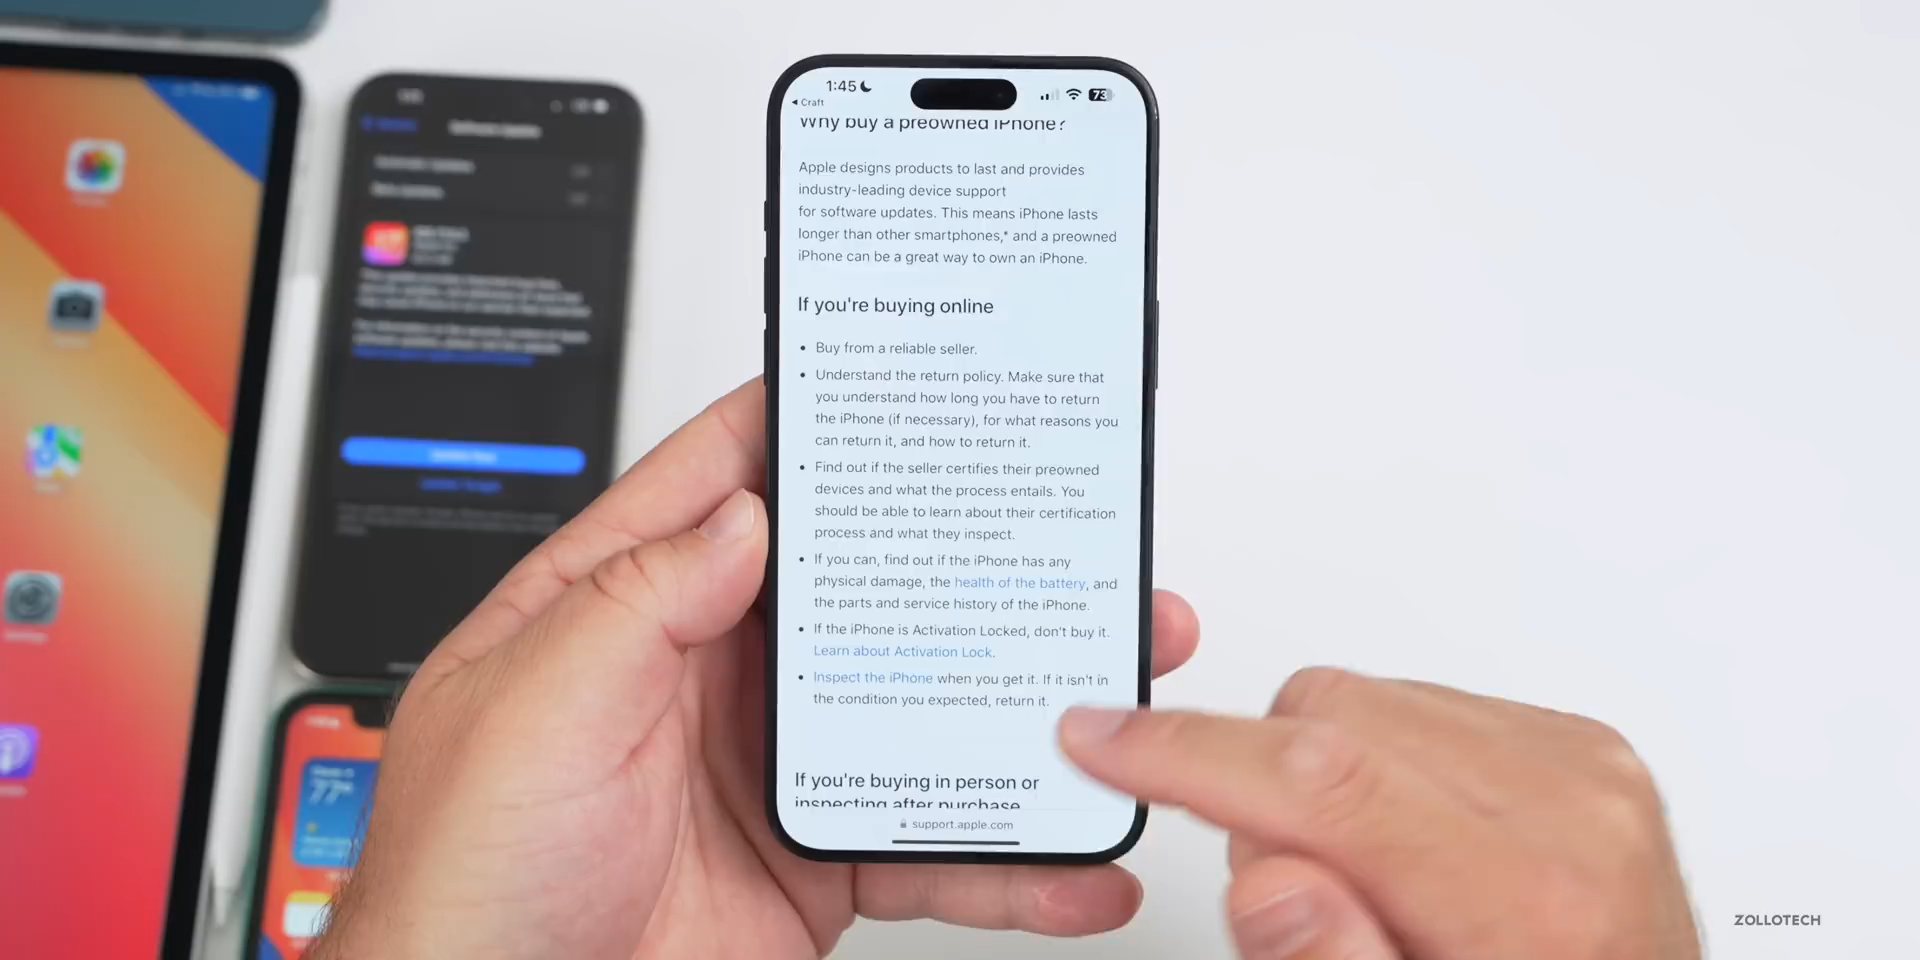 1:45
73
◀ Craft
Why buy a preowned iPhone?
Apple designs products to last and provides
industry-leading device support
for software updates. This means iPhone lasts
longer than other smartphones,* and a preowned
iPhone can be a great way to own an iPhone.
If you're buying online
• Buy from a reliable seller.
• Understand the return policy. Make sure that
you understand how long you have to return
the iPhone (if necessary), for what reasons you
can return it, and how to return it.
• Find out if the seller certifies their preowned
devices and what the process entails. You
should be able to learn about their certification
process and what they inspect.
• If you can, find out if the iPhone has any
physical damage, the health of the battery, and
the parts and service history of the iPhone.
• If the iPhone is Activation Locked, don't buy it.
Learn about Activation Lock.
• Inspect the iPhone when you get it. If it isn't in
the condition you expected, return it.
If you're buying in person or
inspecting after purchase
support.apple.com
Software Update
77°
ZOLLOTECH